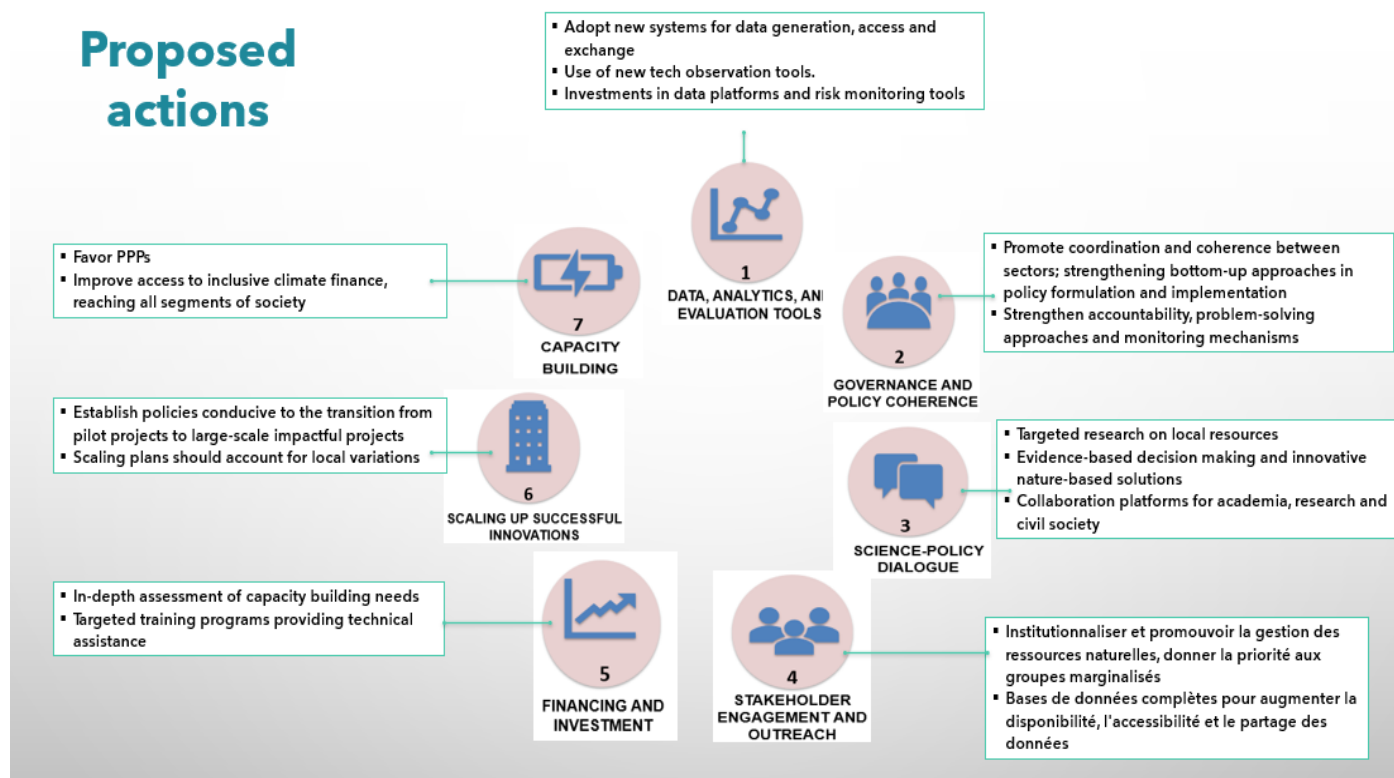 Proposed
actions
▪ Adopt new systems for data generation, access and
exchange
▪ Use of new tech observation tools.
▪ Investments in data platforms and risk monitoring tools
1
DATA, ANALYTICS, AN
EVALUATION TOOLS
▪ Promote coordination and coherence between
sectors; strengthening bottom-up approaches in
policy formulation and implementation
▪ Strengthen accountability, problem-solving
approaches and monitoring mechanisms
2
GOVERNANCE AND
POLICY COHERENCE
▪ Targeted research on local resources
▪ Evidence-based decision making and innovative
nature-based solutions
▪ Collaboration platforms for academia, research and
civil society
3
SCIENCE-POLICY
DIALOGUE
▪ Institutionnaliser et promouvoir la gestion des
ressources naturelles, donner la priorité aux
groupes marginalisés
▪ Bases de données complètes pour augmenter la
disponibilité, l'accessibilité et le partage des
données
4
STAKEHOLDER
ENGAGEMENT AND
OUTREACH
▪ In-depth assessment of capacity building needs
▪ Targeted training programs providing technical
assistance
5
FINANCING AND
INVESTMENT
▪ Establish policies conducive to the transition from
pilot projects to large-scale impactful projects
▪ Scaling plans should account for local variations
6
SCALING UP SUCCESSFUL
INNOVATIONS
▪ Favor PPPs
▪ Improve access to inclusive climate finance,
reaching all segments of society
7
CAPACITY
BUILDING